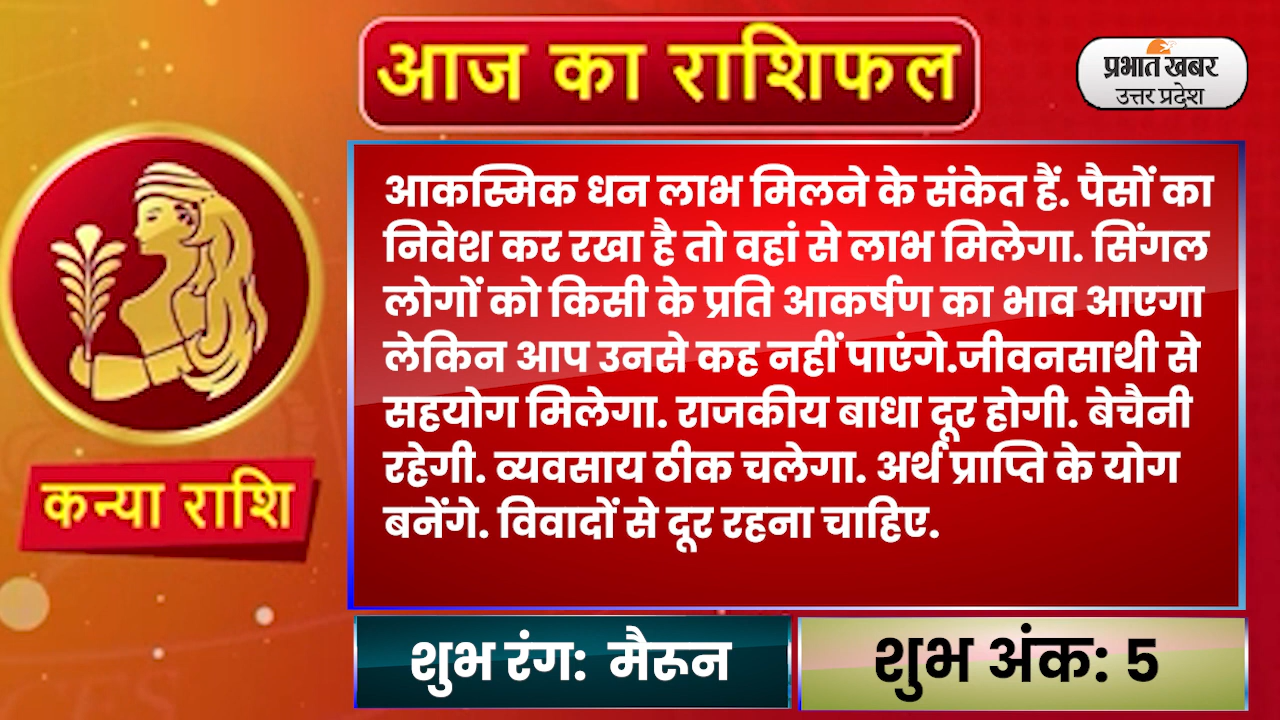 आज का राशिफल
प्रभात खबर
उत्तर प्रदेश
आकस्मिक धन लाभ मिलने के संकेत हैं. पैसों का
निवेश कर रखा है तो वहां से लाभ मिलेगा. सिंगल
लोगों को किसी के प्रति आकर्षण का भाव आएगा
लेकिन आप उनसे कह नहीं पाएंगे.जीवनसाथी से
सहयोग मिलेगा. राजकीय बाधा दूर होगी. बेचैनी
रहेगी. व्यवसाय ठीक चलेगा. अर्थ प्राप्ति के योग
बनेंगे. विवादों से दूर रहना चाहिए.
कन्या राशि
शुभ रंग: मैरून
शुभ अंक: 5